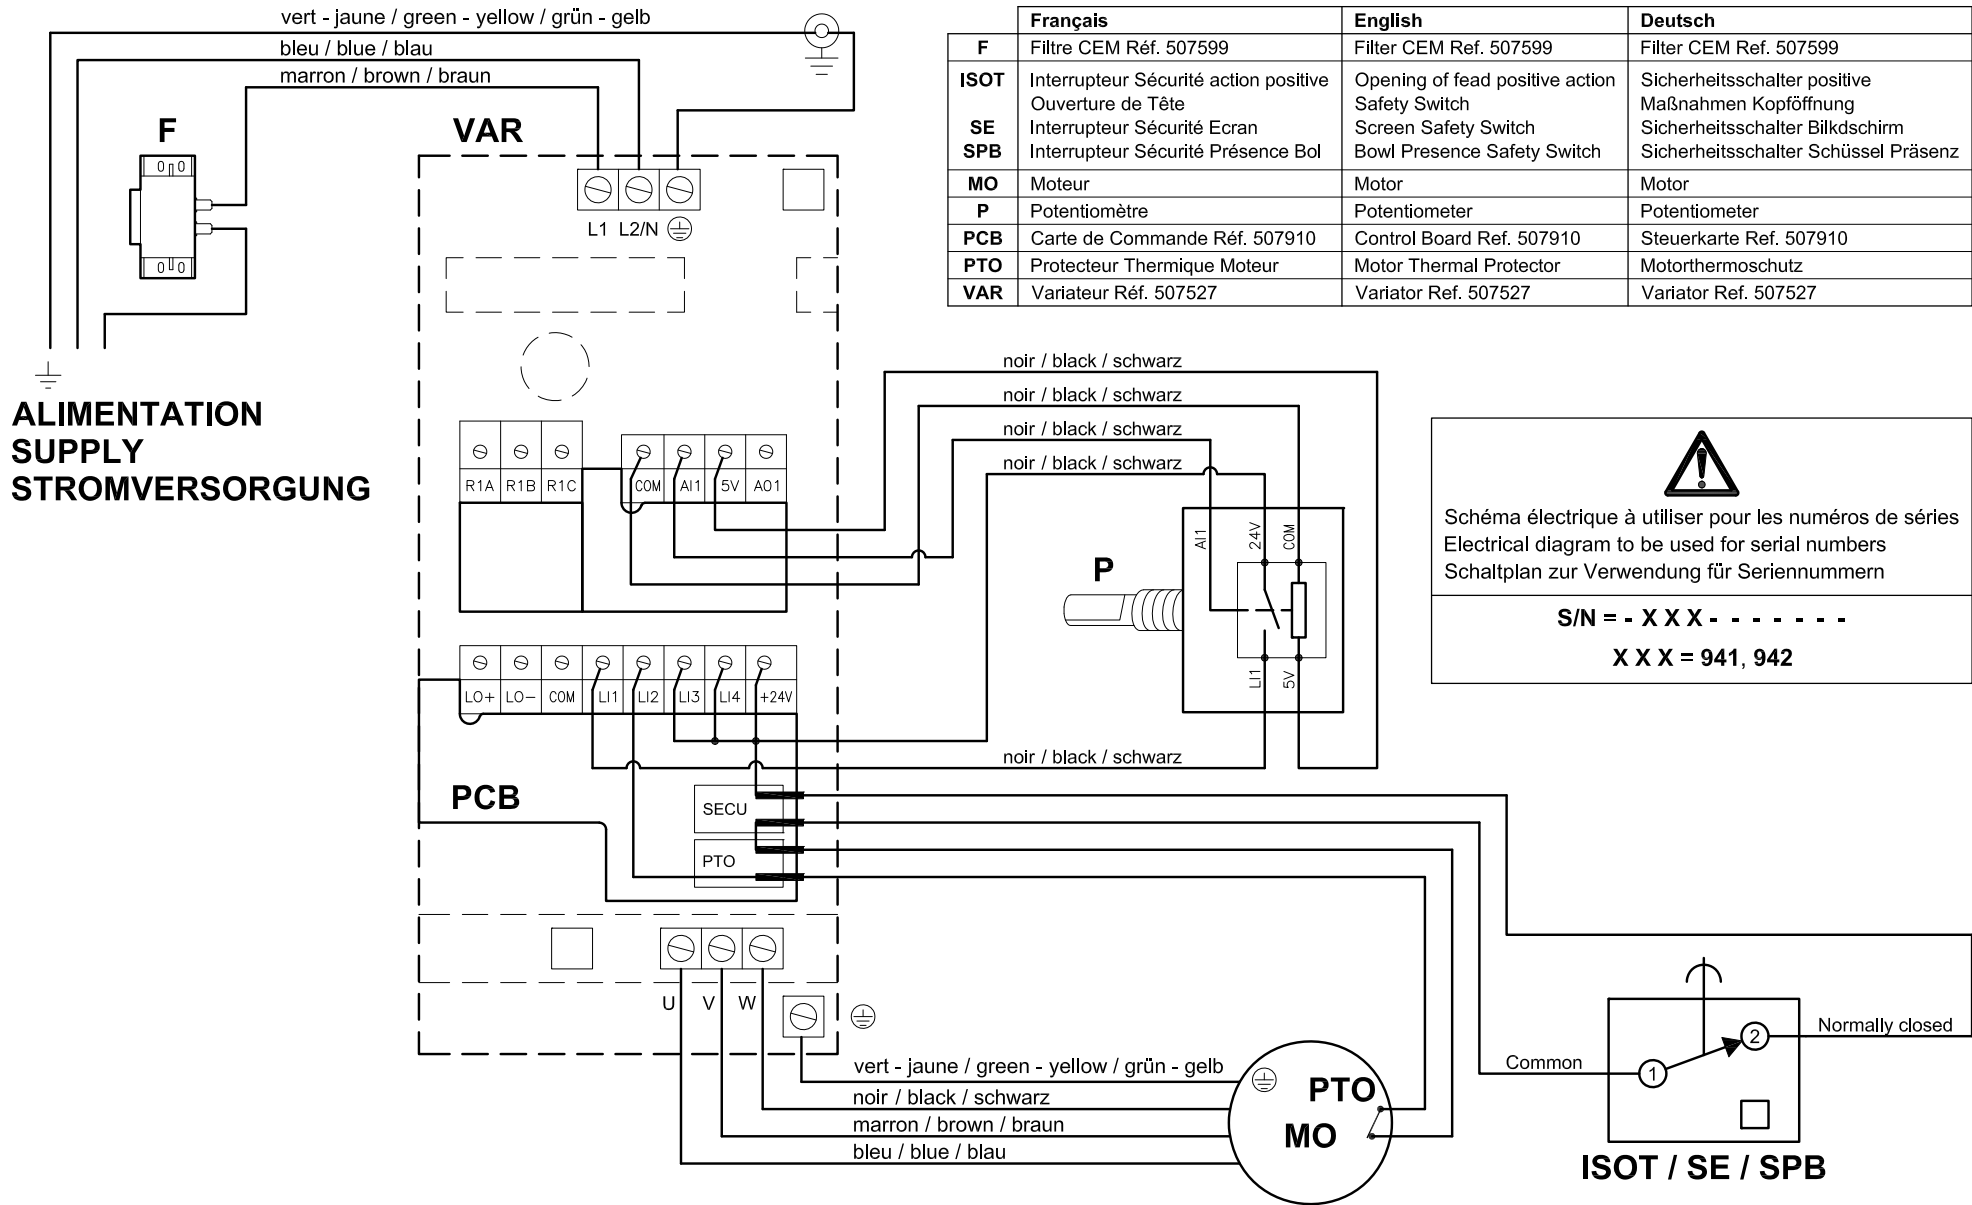 vert - jaune / green - yellow / grün - gelb
bleu / blue / blau
marron / brown / braun
F
VAR
L1 L2/N
ALIMENTATION
SUPPLY
STROMVERSORGUNG
Français English Deutsch
F Filtre CEM Réf. 507599 Filter CEM Ref. 507599 Filter CEM Ref. 507599
ISOT Interrupteur Sécurité action positive Opening of fead positive action Sicherheitsschalter positive
Ouverture de Tête Safety Switch Maßnahmen Kopföffnung
SE Interrupteur Sécurité Ecran Screen Safety Switch Sicherheitsschalter Bilkdschirm
SPB Interrupteur Sécurité Présence Bol Bowl Presence Safety Switch Sicherheitsschalter Schüssel Präsenz
MO Moteur Motor Motor
P Potentiomètre Potentiometer Potentiometer
PCB Carte de Commande Réf. 507910 Control Board Ref. 507910 Steuerkarte Ref. 507910
PTO Protecteur Thermique Moteur Motor Thermal Protector Motorthermoschutz
VAR Variateur Réf. 507527 Variator Ref. 507527 Variator Ref. 507527
noir / black / schwarz
noir / black / schwarz
noir / black / schwarz
noir / black / schwarz
R1A R1B R1C COM AI1 5V AO1
P
AI1 24V COM
LI1 5V
LO+ LO- COM LI1 LI2 LI3 LI4 +24V
noir / black / schwarz
PCB
SECU
PTO
U V W
Schéma électrique à utiliser pour les numéros de séries
Electrical diagram to be used for serial numbers
Schaltplan zur Verwendung für Seriennummern
S/N = - X X X - - - - - - -
X X X = 941, 942
vert - jaune / green - yellow / grün - gelb
noir / black / schwarz
marron / brown / braun
bleu / blue / blau
PTO
MO
Normally closed
Common
1
2
ISOT / SE / SPB